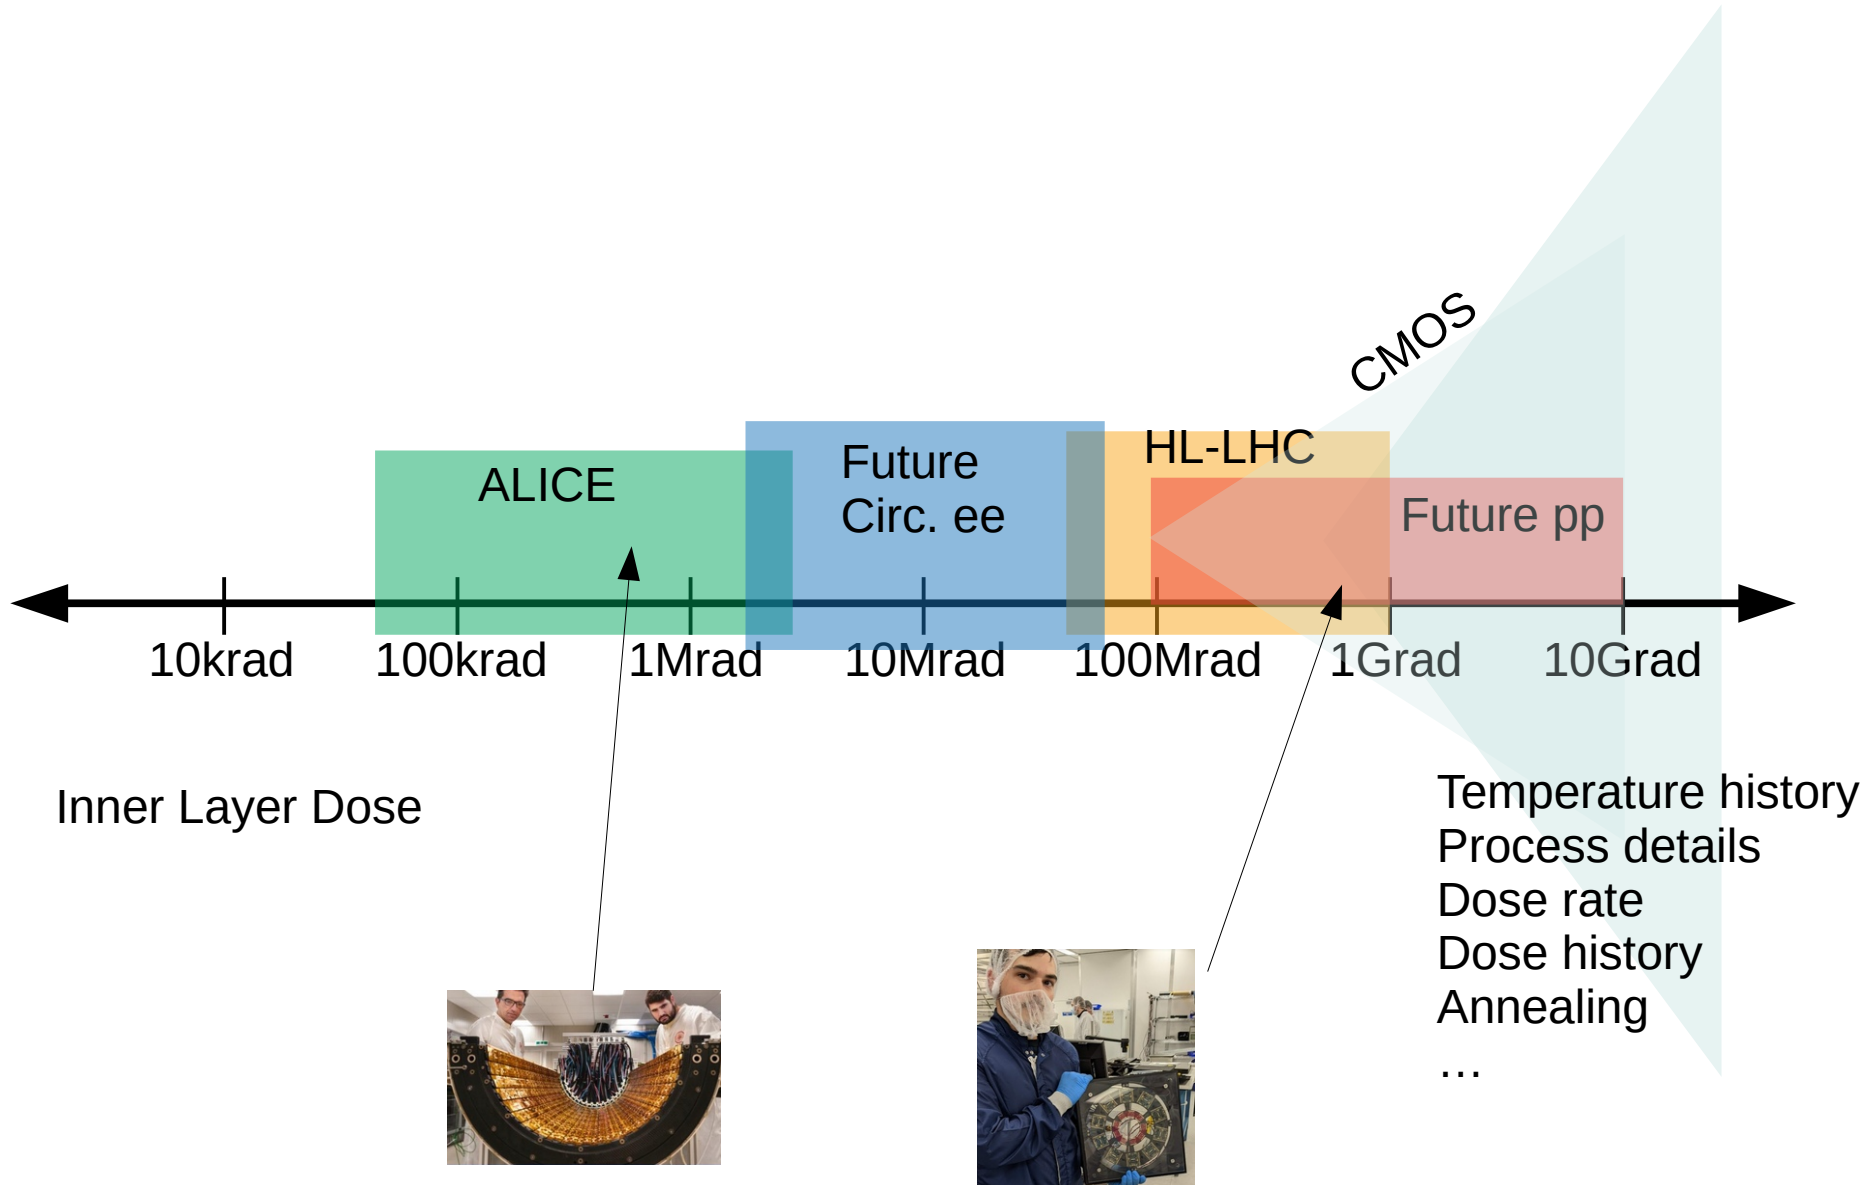 CMOS
ALICE
Future
Circ. ee
HL-LHC
Future pp
10krad
100krad
1Mrad
10Mrad
100Mrad
1Grad
10Grad
Inner Layer Dose
Temperature history
Process details
Dose rate
Dose history
Annealing
…